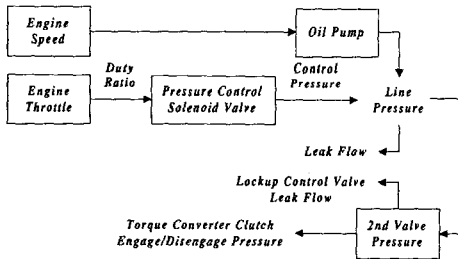 Engine
Speed
Oil Pump
Duty
Ratio
Control
Pressure
Engine
Throttle
Pressure Control
Solenoid Valve
Line
Pressure
Leak Flow
Lockup Control Valve
Leak Flow
Torque Converter Clutch
Engage/Disengage Pressure
2nd Valve
Pressure